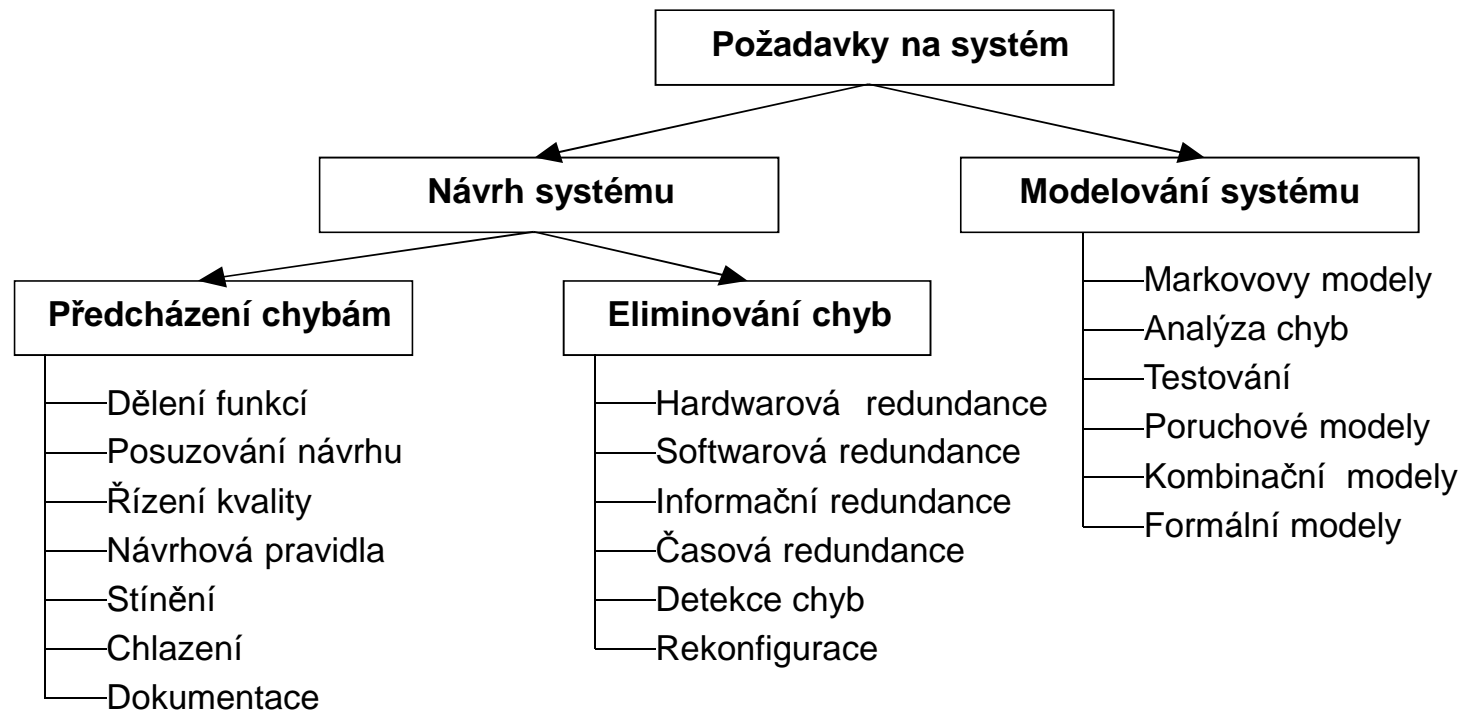 Požadavky na systém
Návrh systému
Modelování systému
Předcházení chybám
Eliminování chyb
Dělení funkcí
Posuzování návrhu
Řízení kvality
Návrhová pravidla
Stínění
Chlazení
Dokumentace
Hardwarová redundance
Softwarová redundance
Informační redundance
Časová redundance
Detekce chyb
Rekonfigurace
Markovovy modely
Analýza chyb
Testování
Poruchové modely
Kombinační modely
Formální modely